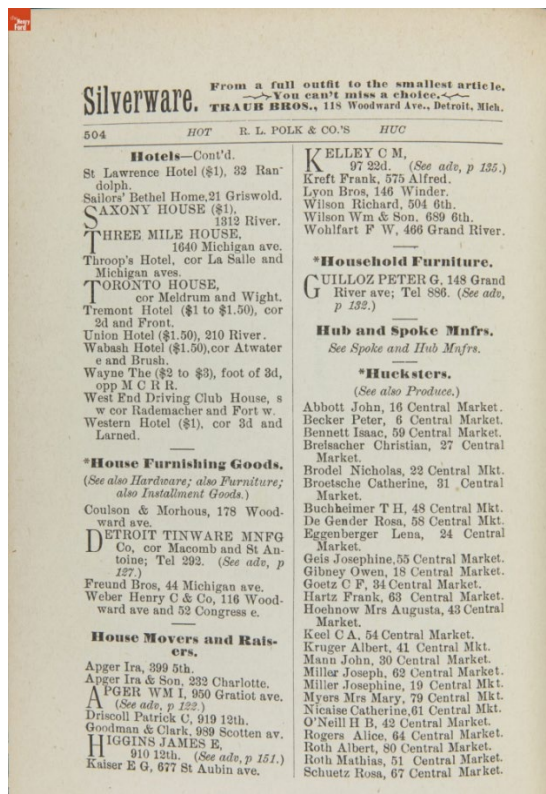 The Henry Ford
Silverware.
From a full outfit to the smallest article.
You can't miss a choice.
TRAUB BROS., 118 Woodward Ave., Detroit, Mich.
504 HOT R. L. POLK & CO.'S HUC
Hotels—Cont'd.
St Lawrence Hotel ($1), 32 Ran-
dolph.
Sailors' Bethel Home, 21 Griswold.
SAXONY HOUSE ($1),
1312 River.
THREE MILE HOUSE,
1640 Michigan ave.
Throop's Hotel, cor La Salle and
Michigan aves.
TORONTO HOUSE,
cor Meldrum and Wight.
Tremont Hotel ($1 to $1.50), cor
2d and Front.
Union Hotel ($1.50), 210 River.
Wabash Hotel ($1.50), cor Atwater
e and Brush.
Wayne The ($2 to $3), foot of 3d,
opp M C R R.
West End Driving Club House, s
w cor Rademacher and Fort w.
Western Hotel ($1), cor 3d and
Larned.
*House Furnishing Goods.
(See also Hardware; also Furniture;
also Installment Goods.)
Coulson & Morhous, 178 Wood-
ward ave.
DETROIT TINWARE MNFG
Co, cor Macomb and St An-
toine; Tel 292. (See adv, p
127.)
Freund Bros, 44 Michigan ave.
Weber Henry C & Co, 116 Wood-
ward ave and 52 Congress e.
House Movers and Rais-
ers.
Apger Ira, 399 5th.
Apger Ira & Son, 232 Charlotte.
APGER WM I, 950 Gratiot ave.
(See adv, p 122.)
Driscoll Patrick C, 919 12th.
Goodman & Clark, 989 Scotten av.
HIGGINS JAMES E,
910 12th. (See adv, p 151.)
Kaiser E G, 677 St Aubin ave.
KELLEY C M,
97 22d. (See adv, p 135.)
Kreft Frank, 575 Alfred.
Lyon Bros, 146 Winder.
Wilson Richard, 504 6th.
Wilson Wm & Son, 689 6th.
Wohlfart F W, 466 Grand River.
*Household Furniture.
GUILLOZ PETER G, 148 Grand
River ave; Tel 886. (See adv,
p 132.)
Hub and Spoke Mnfrs.
See Spoke and Hub Mnfrs.
*Hucksters.
(See also Produce.)
Abbott John, 16 Central Market.
Becker Peter, 6 Central Market.
Bennett Isaac, 59 Central Market.
Breisacher Christian, 27 Central
Market.
Brodel Nicholas, 22 Central Mkt.
Broetsche Catherine, 31 Central
Market.
Buchheimer T H, 48 Central Mkt.
De Gender Rosa, 58 Central Mkt.
Eggenberger Lena, 24 Central
Market.
Geis Josephine, 55 Central Market.
Gibney Owen, 18 Central Market.
Goetz C F, 34 Central Market.
Hartz Frank, 63 Central Market.
Hoehnow Mrs Augusta, 43 Central
Market.
Keel C A, 54 Central Market.
Kruger Albert, 41 Central Mkt.
Mann John, 30 Central Market.
Miller Joseph, 62 Central Market.
Miller Josephine, 19 Central Mkt.
Myers Mrs Mary, 79 Central Mkt.
Nicaise Catherine, 61 Central Mkt.
O'Neill H B, 42 Central Market.
Rogers Alice, 64 Central Market.
Roth Albert, 80 Central Market.
Roth Mathias, 51 Central Market.
Schuetz Rosa, 67 Central Market.